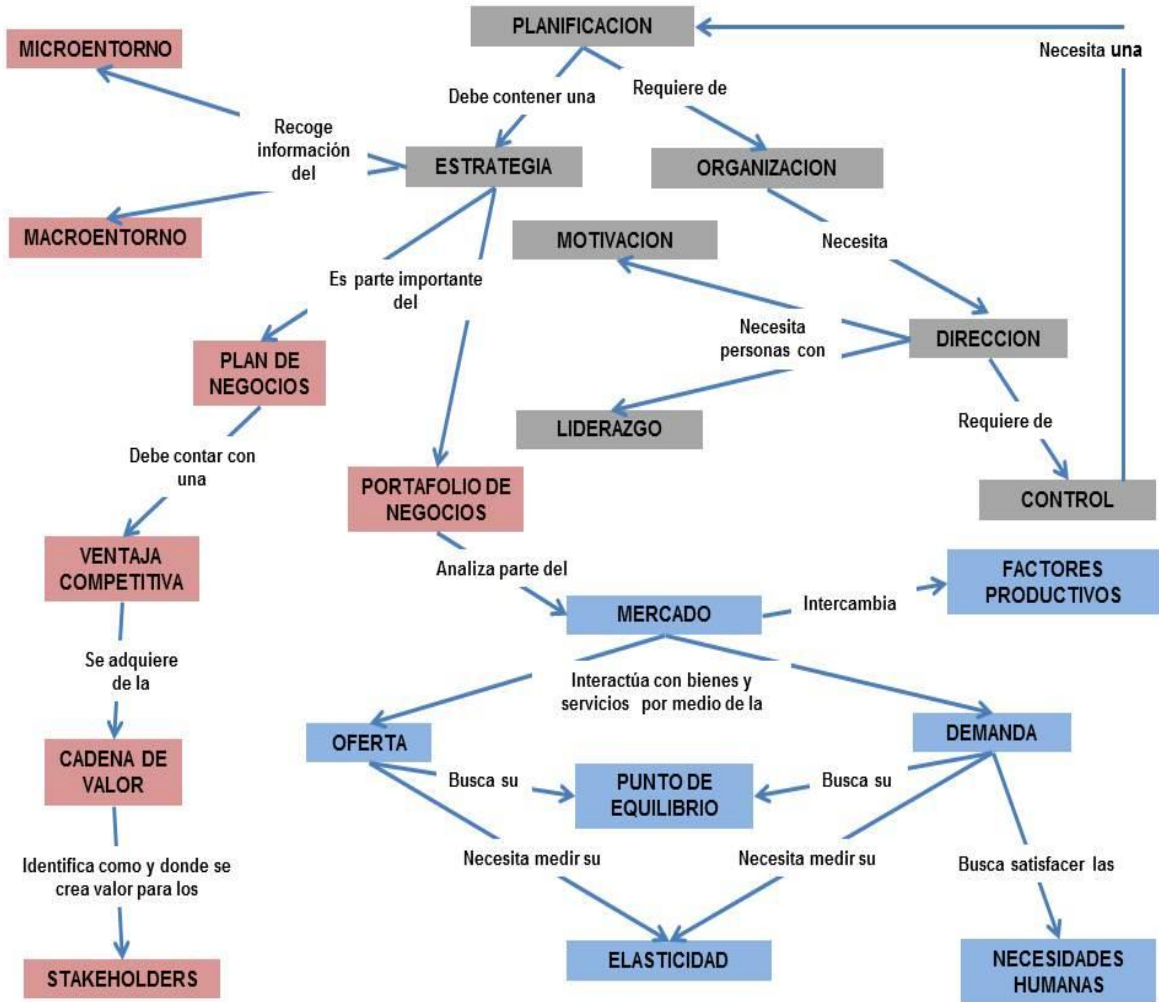 PLANIFICACION
MICROENTORNO
Necesita una
Debe contener una
Requiere de
Recoge
información
del
ESTRATEGIA
ORGANIZACION
MACROENTORNO
MOTIVACION
Necesita
Es parte importante
del
Necesita
personas con
DIRECCION
PLAN DE
NEGOCIOS
LIDERAZGO
Requiere de
Debe contar con
una
PORTAFOLIO DE
NEGOCIOS
CONTROL
VENTAJA
COMPETITIVA
Analiza parte del
MERCADO
Intercambia
FACTORES
PRODUCTIVOS
Se adquiere
de la
Interactúa con bienes y
servicios por medio de la
OFERTA
DEMANDA
CADENA DE
VALOR
Busca su
PUNTO DE
EQUILIBRIO
Busca su
Identifica como y donde se
crea valor para los
Necesita medir su
Necesita medir su
Busca satisfacer las
STAKEHOLDERS
ELASTICIDAD
NECESIDADES
HUMANAS